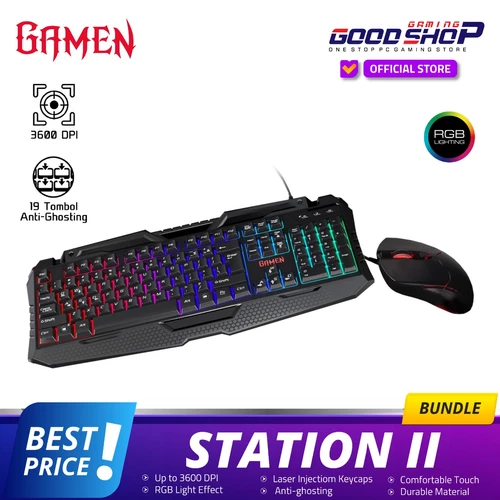 GAMEN
GAMING
GOODSHOP
ONE STOP PC GAMING STORE
OFFICIAL STORE
3600 DPI
RGB
LIGHTING
19 Tombol
Anti-Ghosting
GAMEN
BUNDLE
BEST
PRICE!
STATION II
• Up to 3600 DPI
• RGB Light Effect
• Laser Injectiom Keycaps
• Anti-ghosting
• Comfortable Touch
• Durable Material